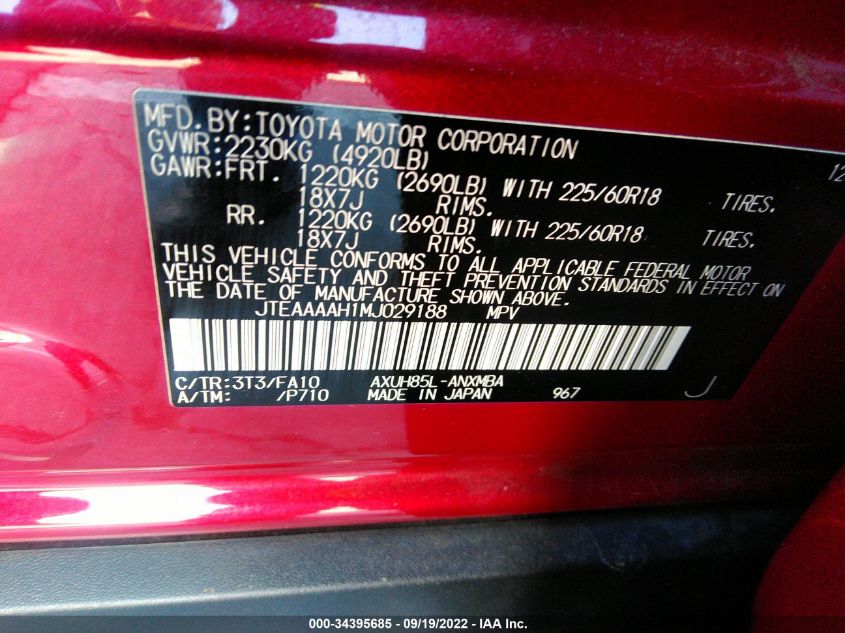 MFD. BY: TOYOTA MOTOR CORPORATION 12
GVWR: 2230KG (4920LB)
GAWR: FRT. 1220KG (2690LB) WITH 225/60R18 TIRES.
18X7J RIMS.
RR. 1220KG (2690LB) WITH 225/60R18 TIRES.
18X7J RIMS.
THIS VEHICLE CONFORMS TO ALL APPLICABLE FEDERAL MOTOR
VEHICLE SAFETY AND THEFT PREVENTION STANDARDS IN EFFECT ON
THE DATE OF MANUFACTURE SHOWN ABOVE.
JTEAAAAH1MJ029188 MPV
C/TR: 3T3/FA10 AXUH85L-ANXMBA
A/TM: /P710 MADE IN JAPAN 967 J
000-34395685 - 09/19/2022 - IAA Inc.